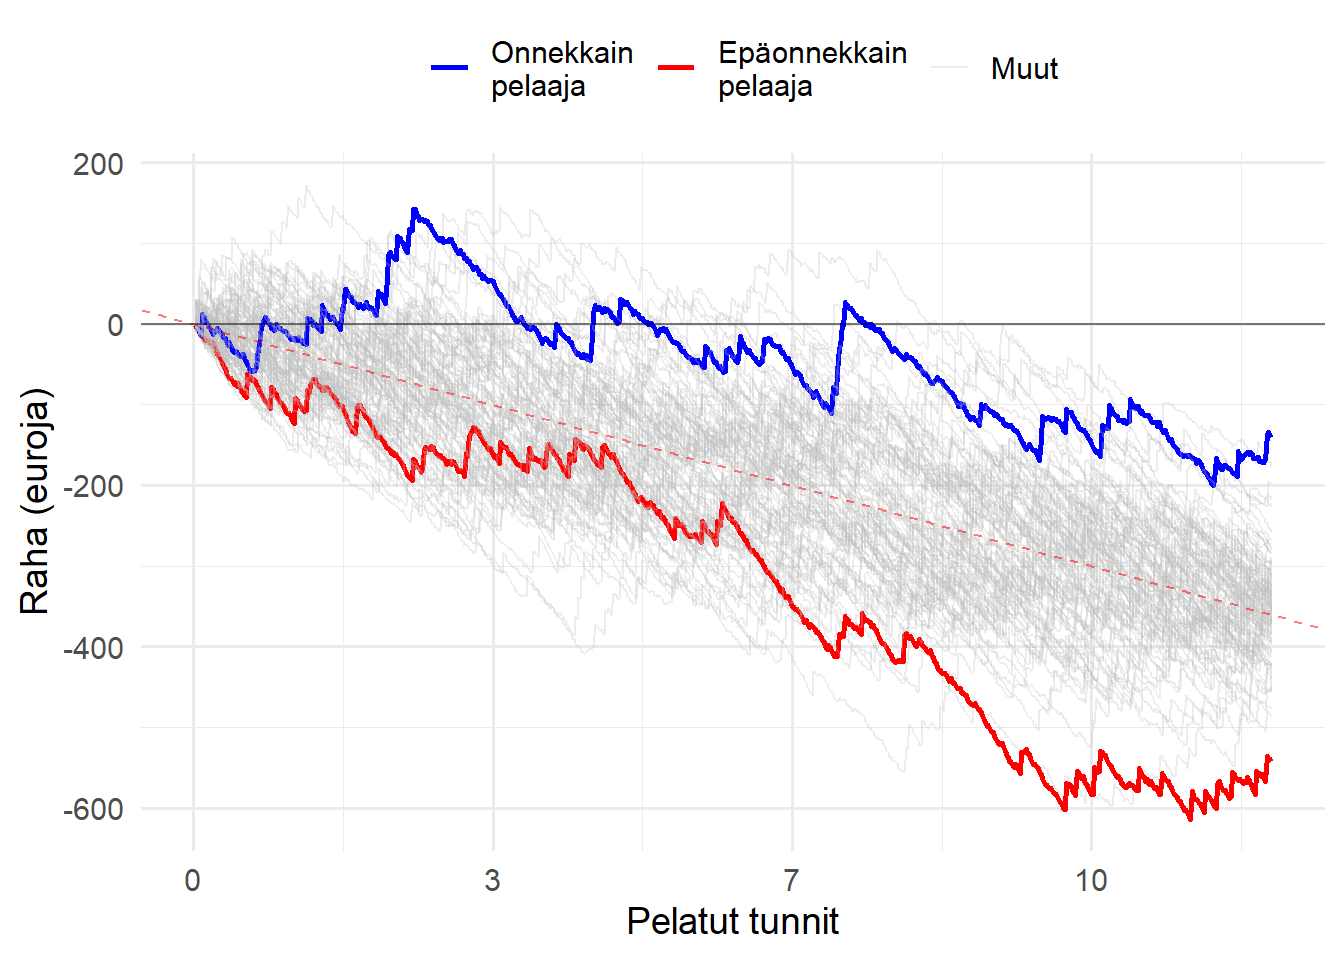 Onnekkain
pelaaja
Epäonnekkain
pelaaja
Muut
200
0
-200
-400
-600
Raha (euroja)
0
3
7
10
Pelatut tunnit